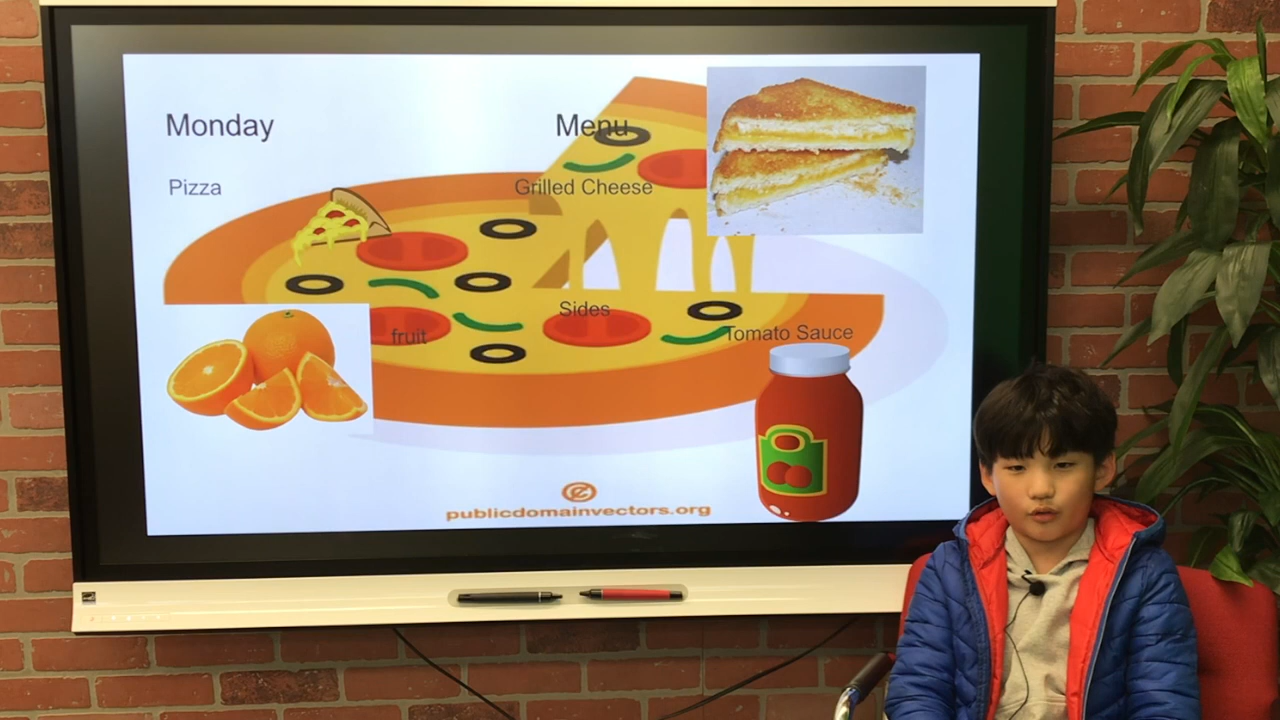 Monday Menu
Pizza Grilled Cheese
Sides
fruit Tomato Sauce
publicdomainvectors.org